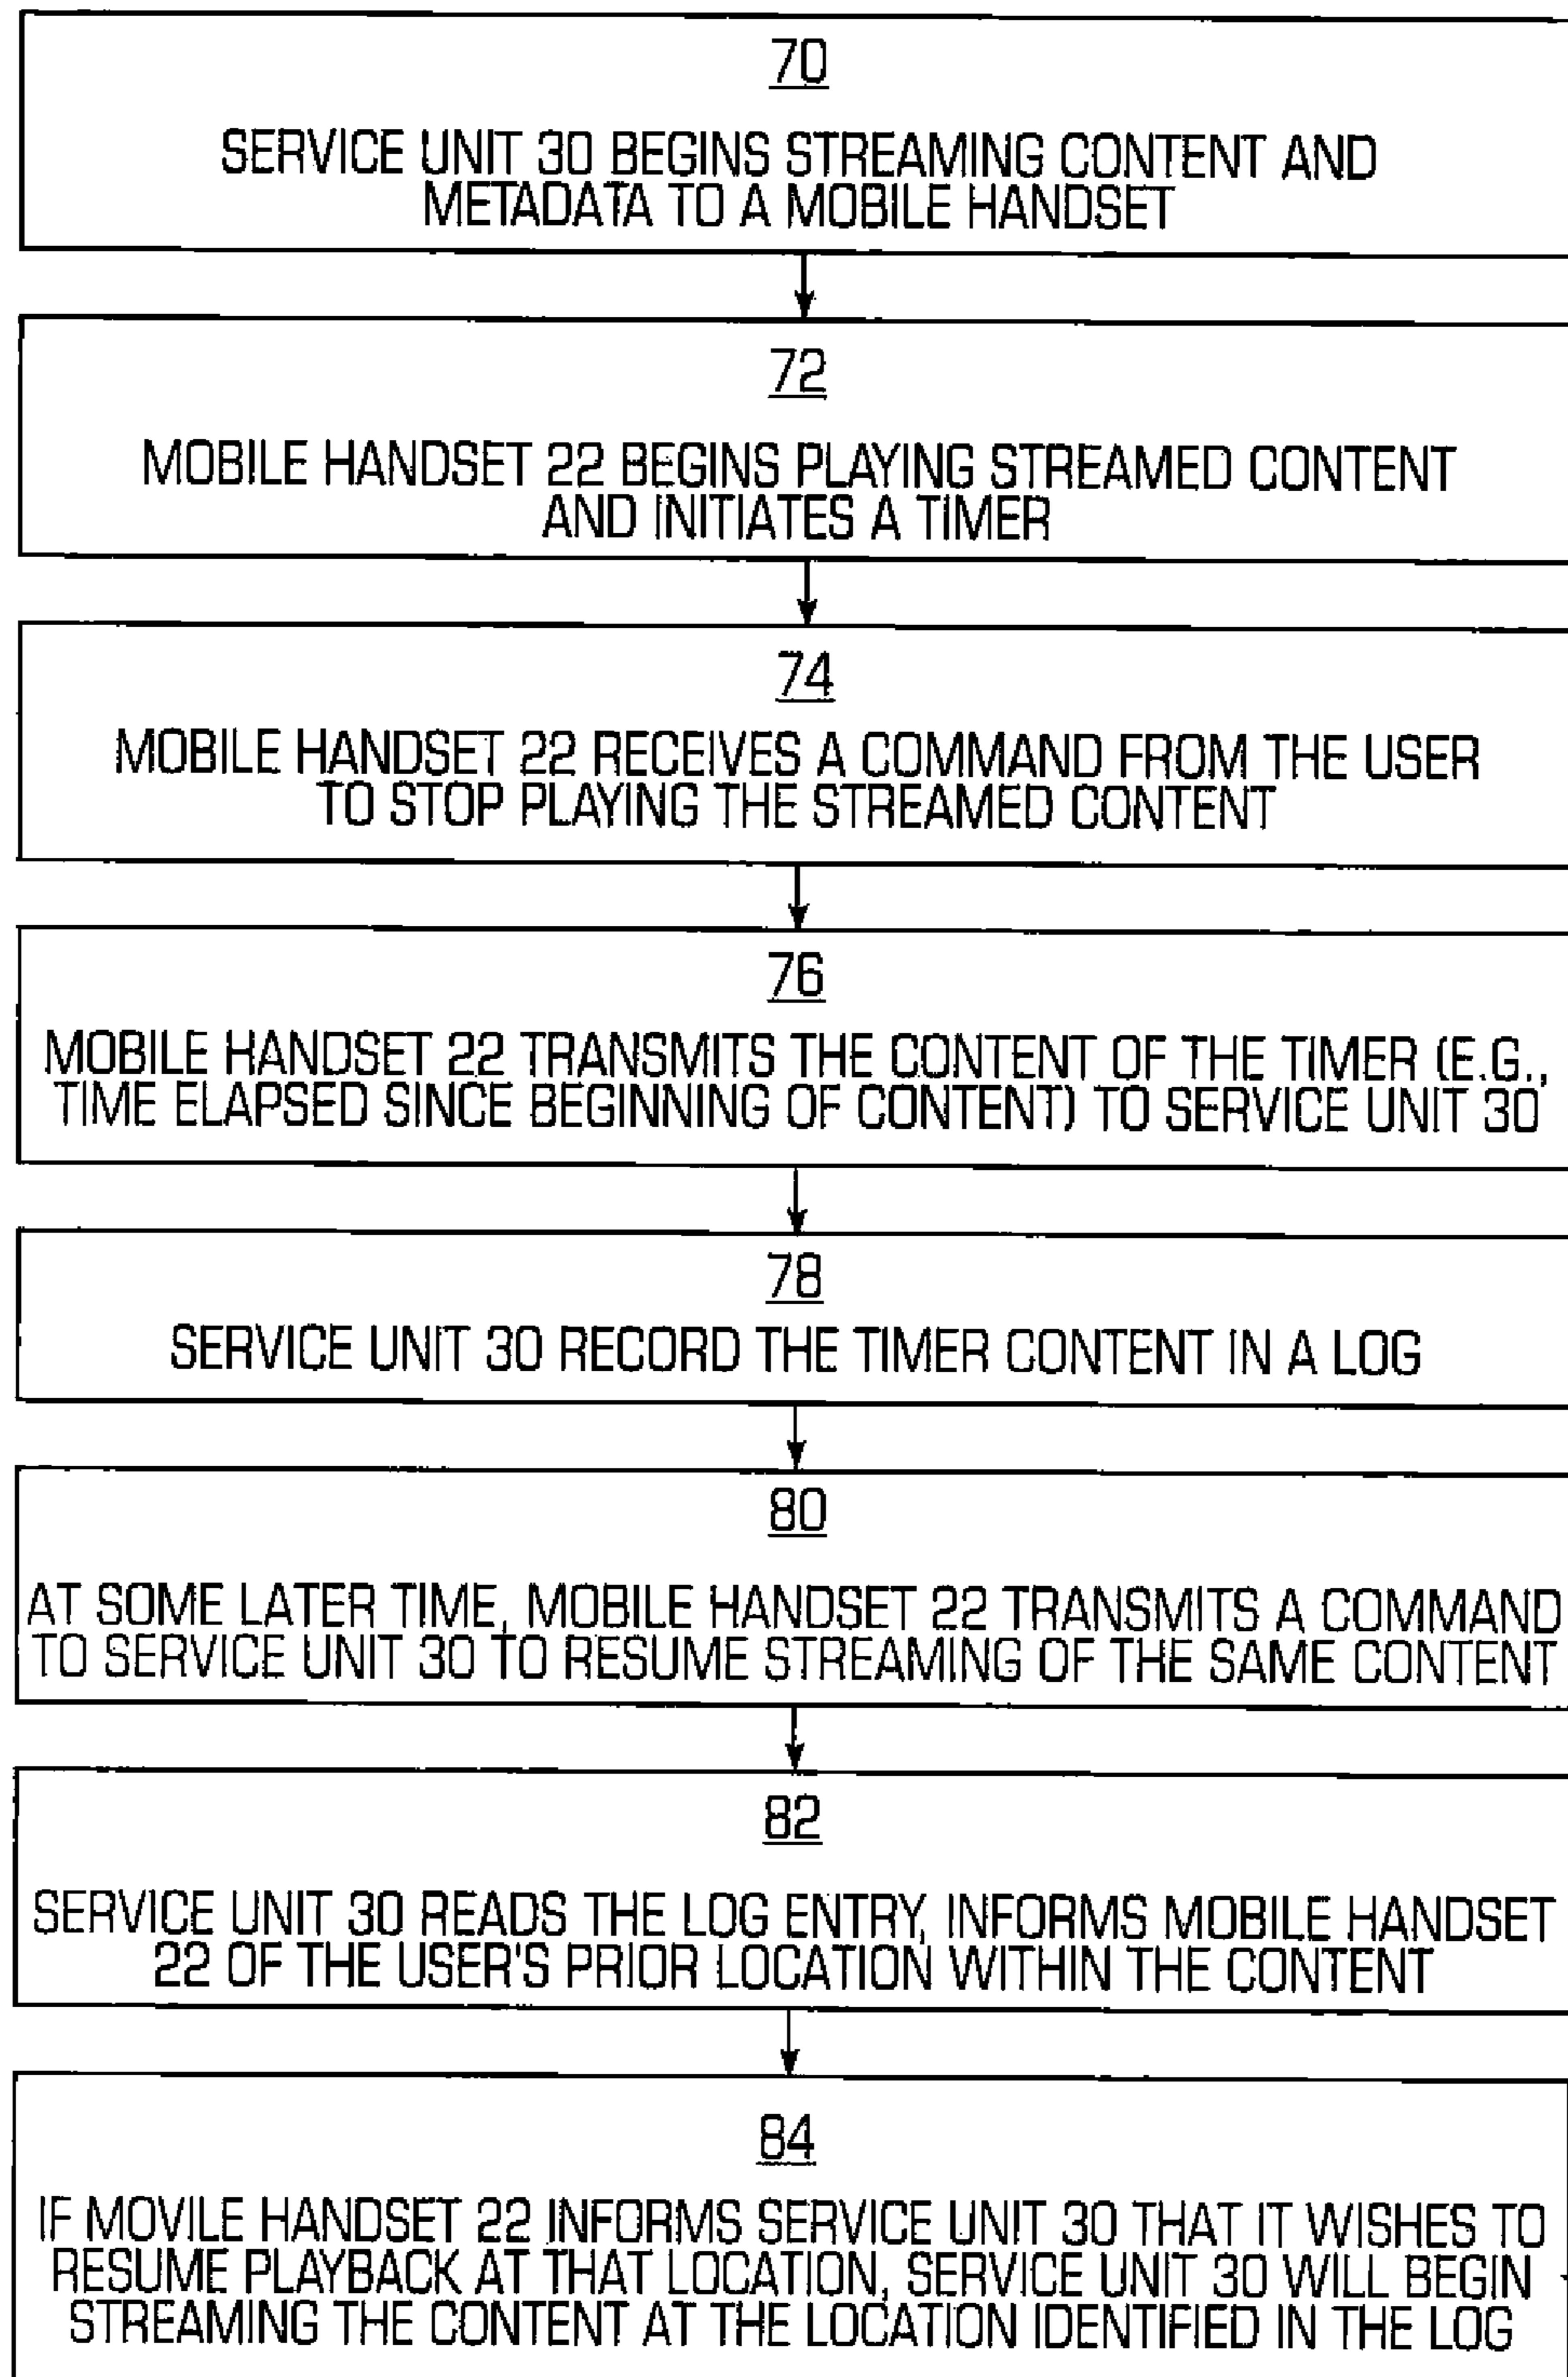 70
SERVICE UNIT 30 BEGINS STREAMING CONTENT AND
METADATA TO A MOBILE HANDSET
72
MOBILE HANDSET 22 BEGINS PLAYING STREAMED CONTENT
AND INITIATES A TIMER
74
MOBILE HANDSET 22 RECEIVES A COMMAND FROM THE USER
TO STOP PLAYING THE STREAMED CONTENT
76
MOBILE HANDSET 22 TRANSMITS THE CONTENT OF THE TIMER (E.G.,
TIME ELAPSED SINCE BEGINNING OF CONTENT) TO SERVICE UNIT 30
78
SERVICE UNIT 30 RECORD THE TIMER CONTENT IN A LOG
80
AT SOME LATER TIME, MOBILE HANDSET 22 TRANSMITS A COMMAND
TO SERVICE UNIT 30 TO RESUME STREAMING OF THE SAME CONTENT
82
SERVICE UNIT 30 READS THE LOG ENTRY, INFORMS MOBILE HANDSET
22 OF THE USER'S PRIOR LOCATION WITHIN THE CONTENT
84
IF MOVILE HANDSET 22 INFORMS SERVICE UNIT 30 THAT IT WISHES TO
RESUME PLAYBACK AT THAT LOCATION, SERVICE UNIT 30 WILL BEGIN
STREAMING THE CONTENT AT THE LOCATION IDENTIFIED IN THE LOG